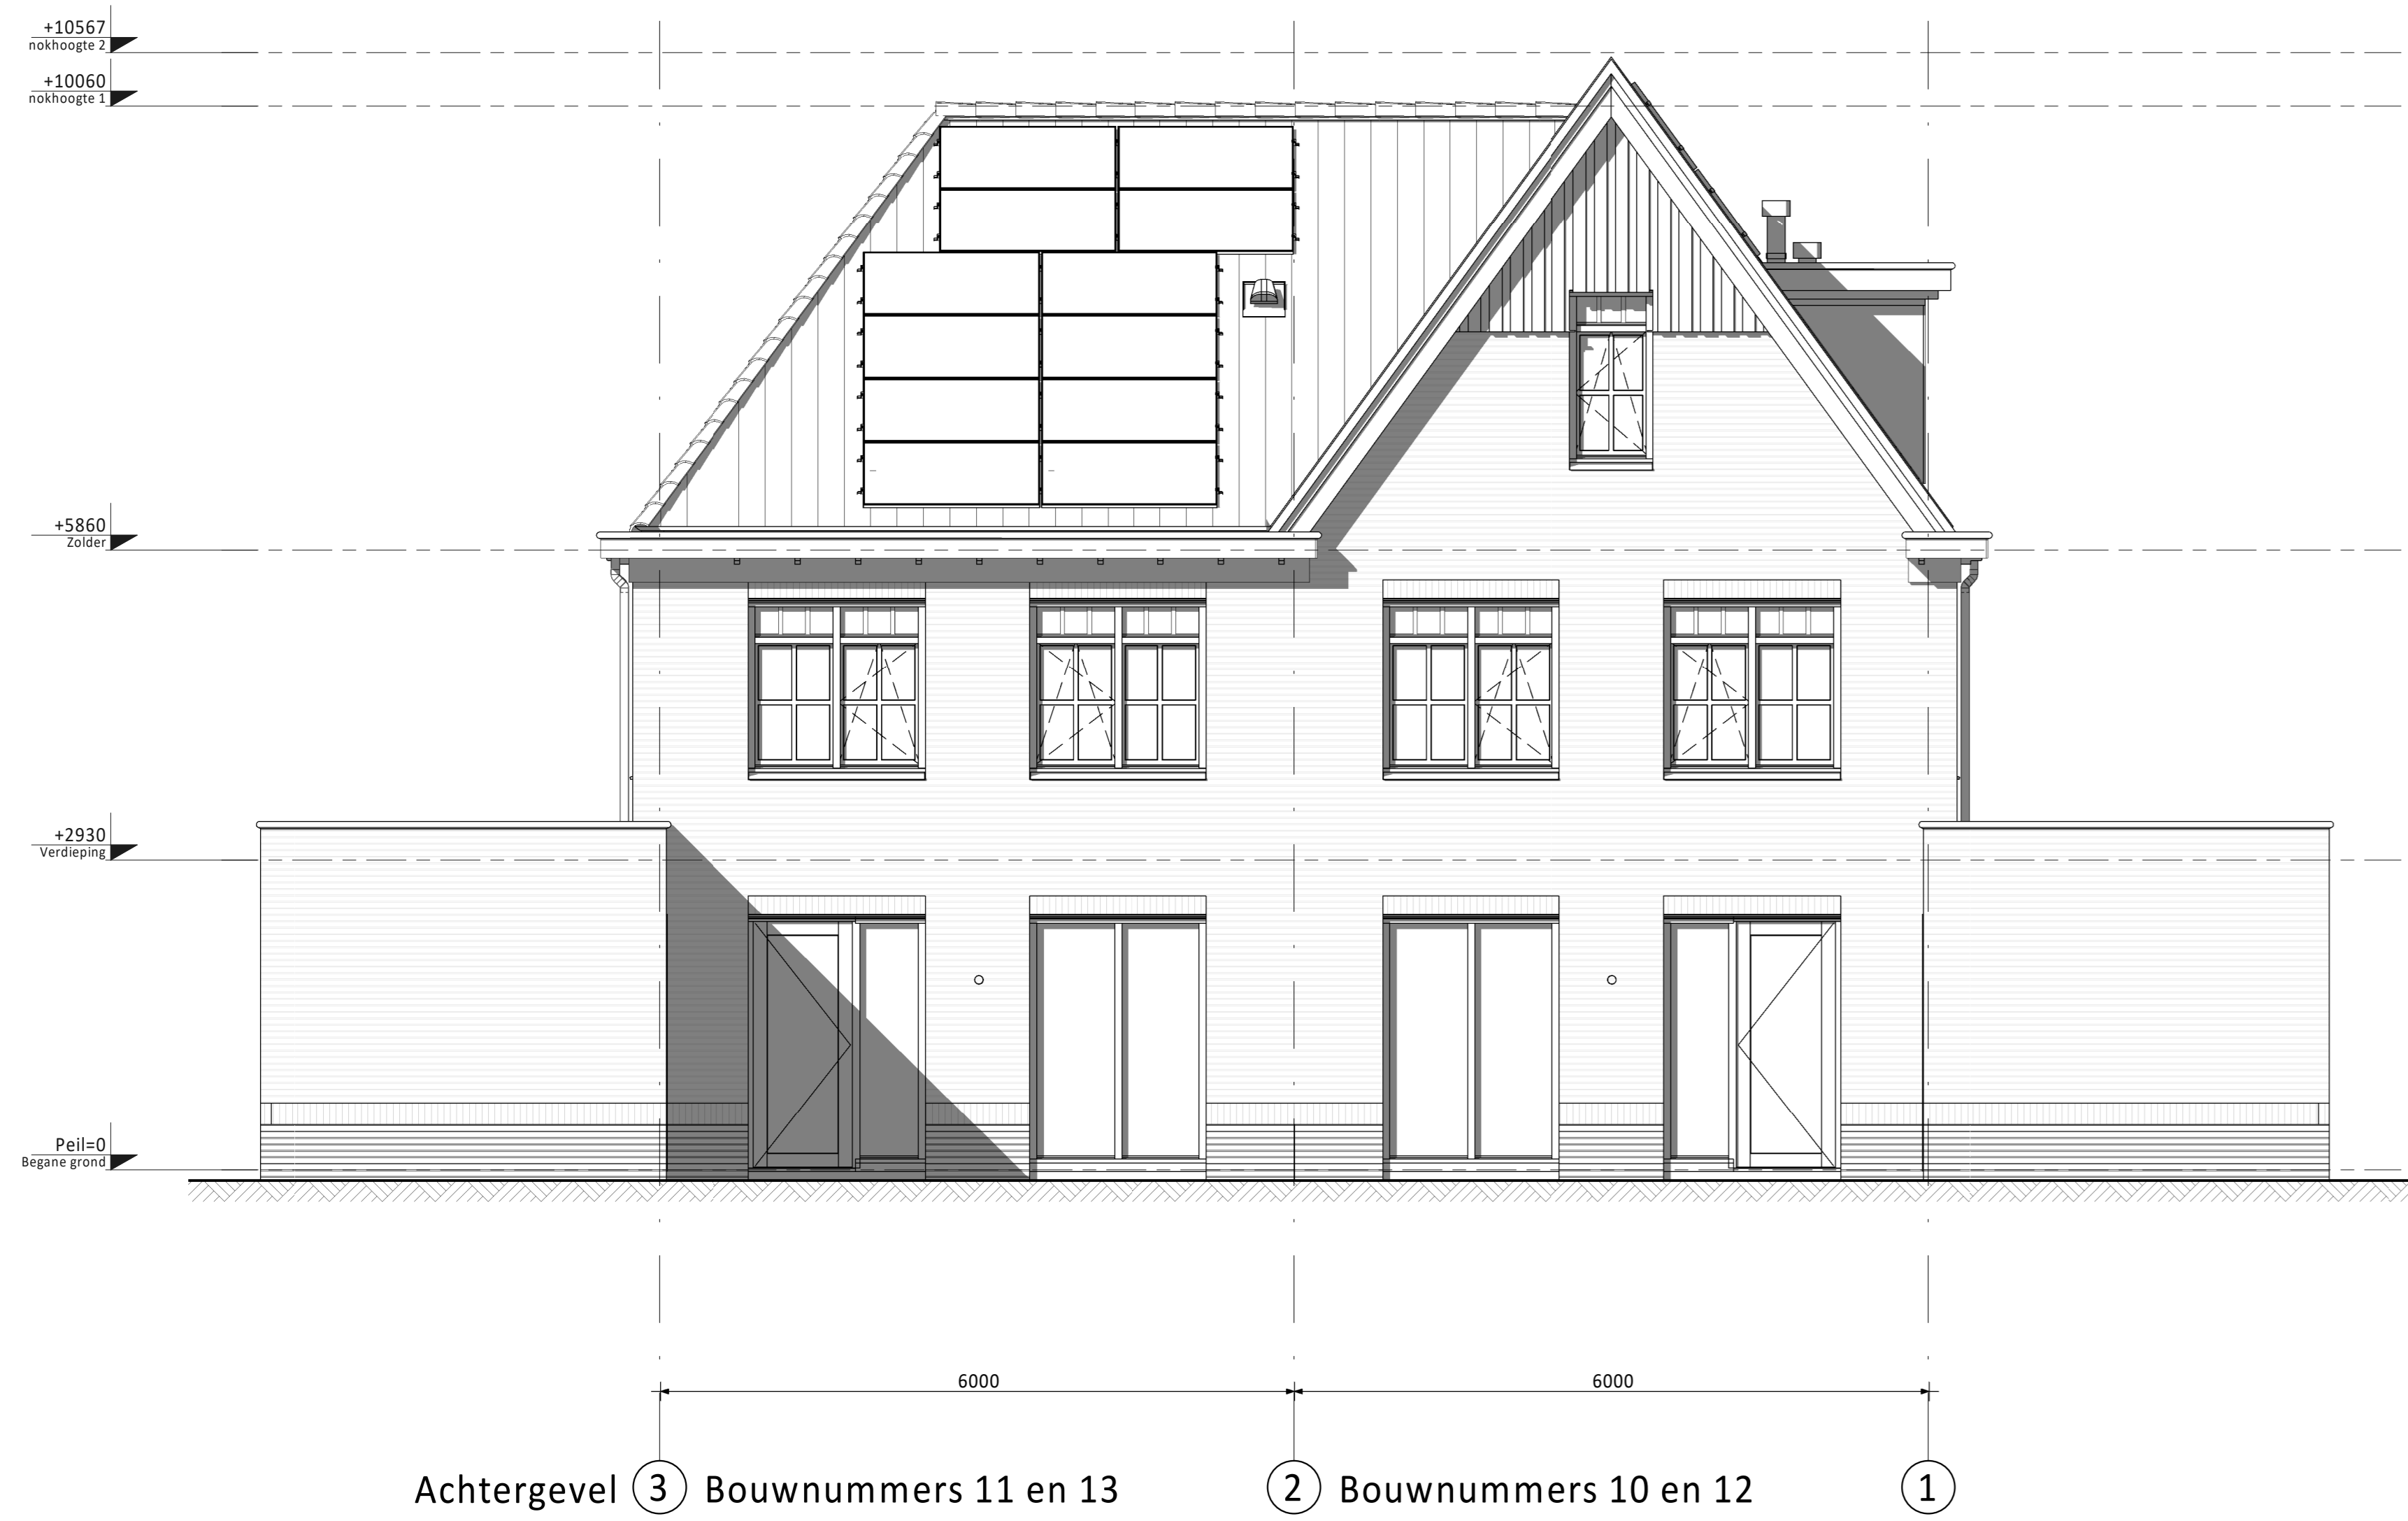 +10567
nokhoogte 2
+10060
nokhoogte 1
+5860
Zolder
+2930
Verdieping
Peil=0
Begane grond
6000 6000
Achtergevel 3 Bouwnummers 11 en 13 2 Bouwnummers 10 en 12 1